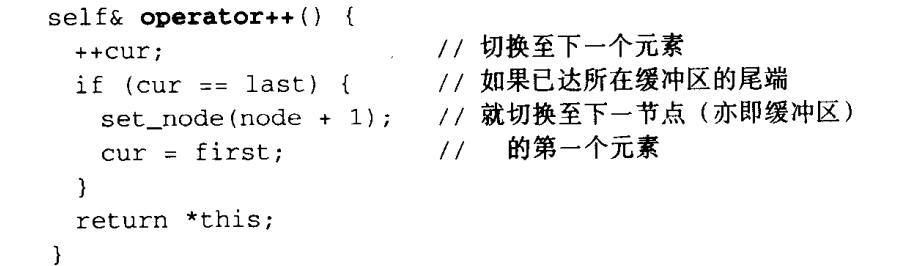 self& operator++() {
  ++cur;                    // 切换至下一个元素
  if (cur == last) {        // 如果已达所在缓冲区的尾端
    set_node(node + 1);     // 就切换至下一节点（亦即缓冲区）
    cur = first;            //   的第一个元素
  }
  return *this;
}